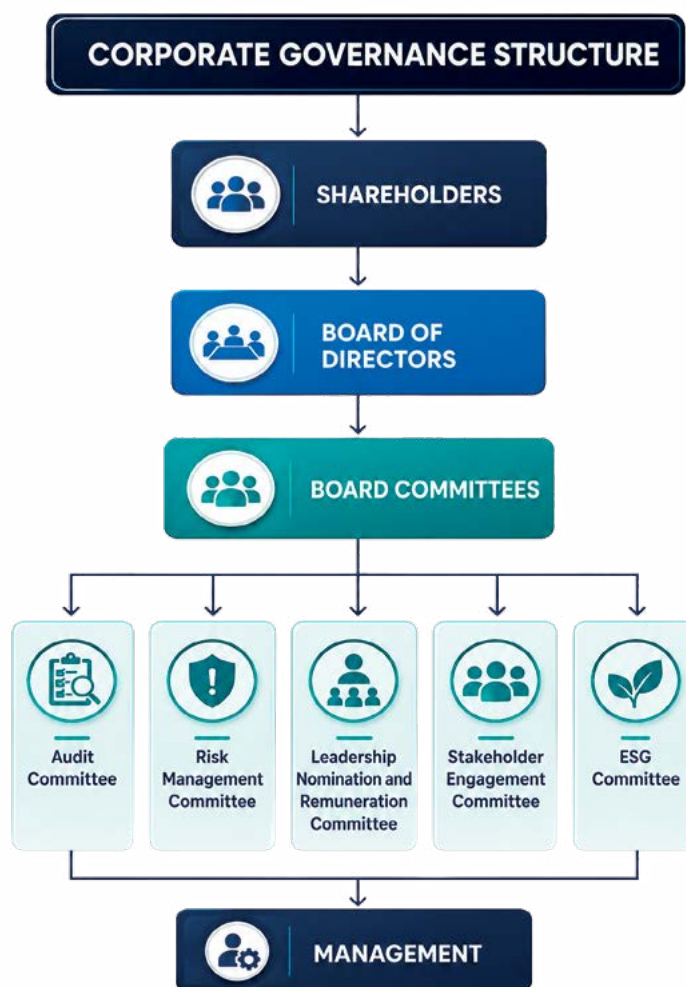 CORPORATE GOVERNANCE STRUCTURE
SHAREHOLDERS
BOARD OF
DIRECTORS
BOARD COMMITTEES
Audit
Committee
Risk
Management
Committee
Leadership
Nomination and
Remuneration
Committee
Stakeholder
Engagement
Committee
ESG
Committee
MANAGEMENT